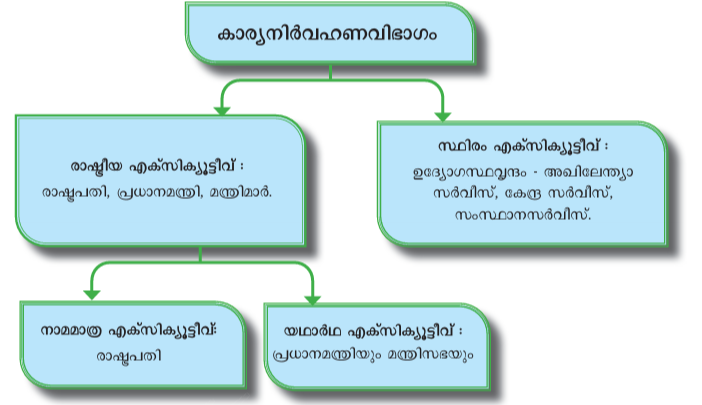 കാര്യനിർവഹണവിഭാഗം
രാഷ്ട്രീയ എക്സിക്യൂട്ടീവ് :
രാഷ്ട്രപതി, പ്രധാനമന്ത്രി, മന്ത്രിമാർ.
സ്ഥിരം എക്സിക്യൂട്ടീവ് :
ഉദ്യോഗസ്ഥവൃന്ദം - അഖിലേന്ത്യാ
സർവീസ്, കേന്ദ്ര സർവീസ്,
സംസ്ഥാനസർവീസ്.
നാമമാത്ര എക്സിക്യൂട്ടീവ്:
രാഷ്ട്രപതി
യഥാർഥ എക്സിക്യൂട്ടീവ് :
പ്രധാനമന്ത്രിയും മന്ത്രിസഭയും